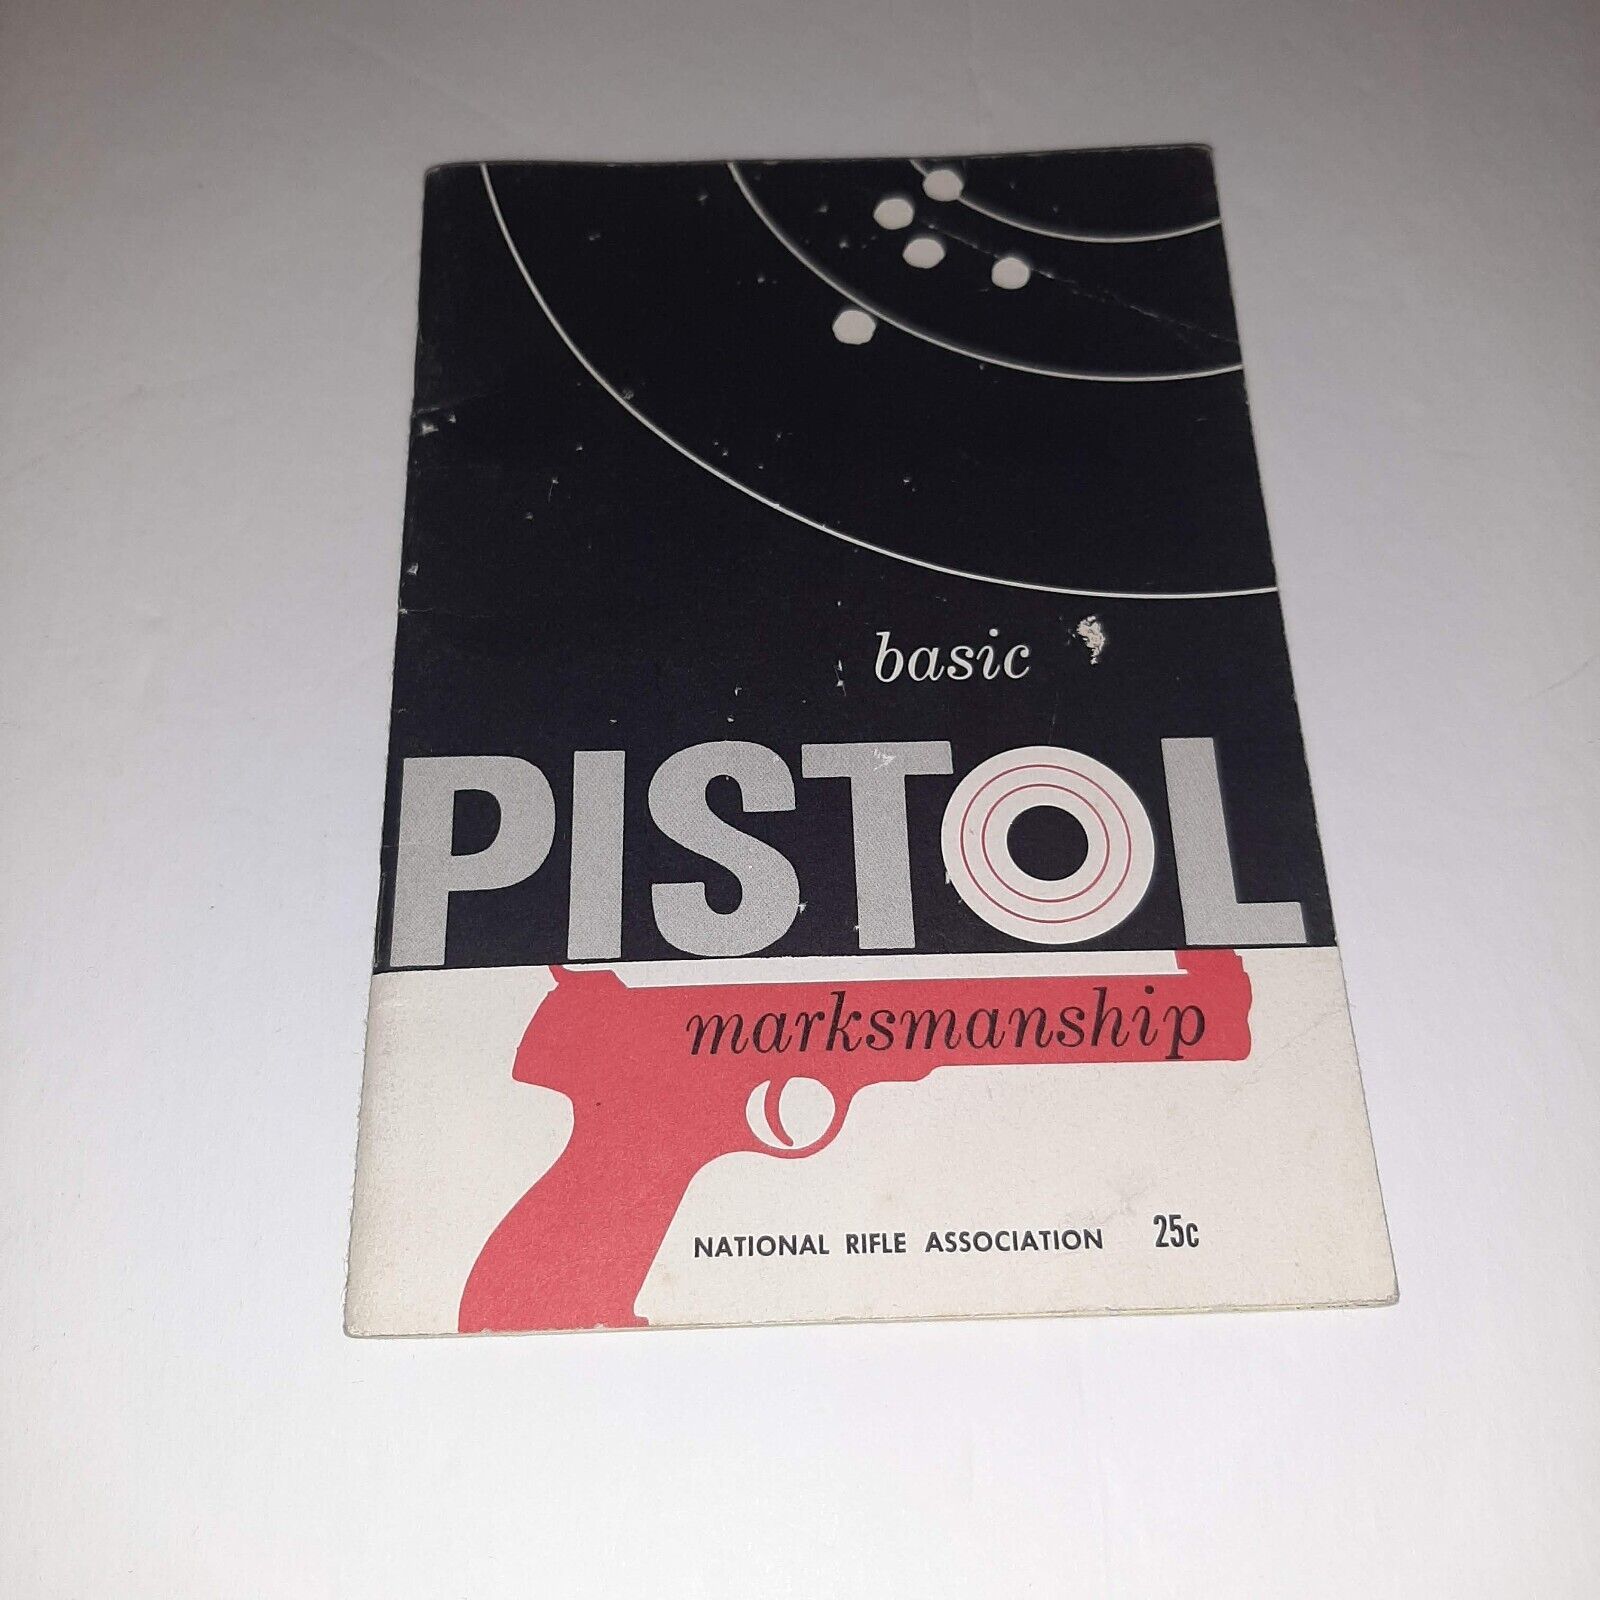 basic
PISTOL
marksmanship
NATIONAL RIFLE ASSOCIATION 25c